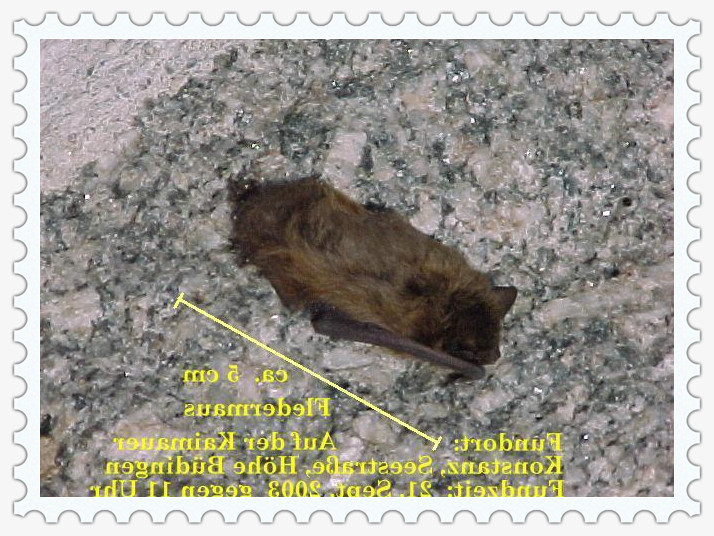 ca. 5 cm
Fledermaus
Fundort: Auf der Kaimauer
Konstanz, Seestraße, Höhe Büdingen
Fundzeit: 21. Sept. 2003 gegen 11 Uhr